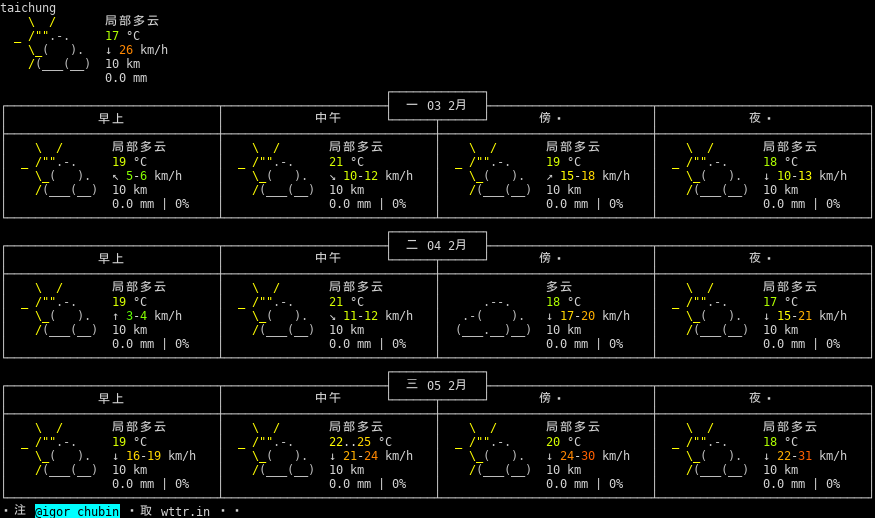 taichung
局部多云
17 °C
↓ 26 km/h
10 km
0.0 mm
一 03 2月
早上 中午 傍· 夜·
局部多云 局部多云 局部多云 局部多云
19 °C 21 °C 19 °C 18 °C
↖ 5-6 km/h ↘ 10-12 km/h ↗ 15-18 km/h ↓ 10-13 km/h
10 km 10 km 10 km 10 km
0.0 mm | 0% 0.0 mm | 0% 0.0 mm | 0% 0.0 mm | 0%
二 04 2月
早上 中午 傍· 夜·
局部多云 局部多云 多云 局部多云
19 °C 21 °C 18 °C 17 °C
↑ 3-4 km/h ↘ 11-12 km/h ↓ 17-20 km/h ↓ 15-21 km/h
10 km 10 km 10 km 10 km
0.0 mm | 0% 0.0 mm | 0% 0.0 mm | 0% 0.0 mm | 0%
三 05 2月
早上 中午 傍· 夜·
局部多云 局部多云 局部多云 局部多云
19 °C 22..25 °C 20 °C 18 °C
↓ 16-19 km/h ↓ 21-24 km/h ↓ 24-30 km/h ↓ 22-31 km/h
10 km 10 km 10 km 10 km
0.0 mm | 0% 0.0 mm | 0% 0.0 mm | 0% 0.0 mm | 0%
·注 @igor_chubin ·取 wttr.in ··